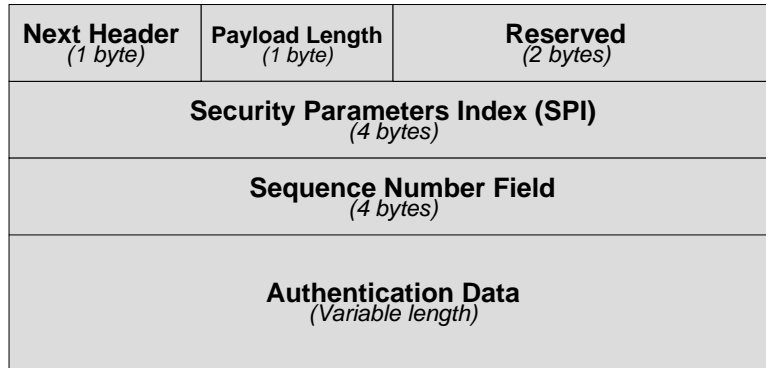 Next Header
(1 byte)
Payload Length
(1 byte)
Reserved
(2 bytes)
Security Parameters Index (SPI)
(4 bytes)
Sequence Number Field
(4 bytes)
Authentication Data
(Variable length)